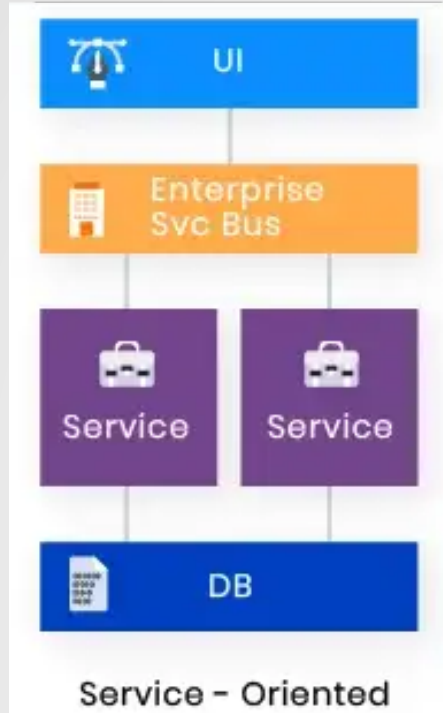 UI
Enterprise
Svc Bus
Service
Service
DB
Service - Oriented